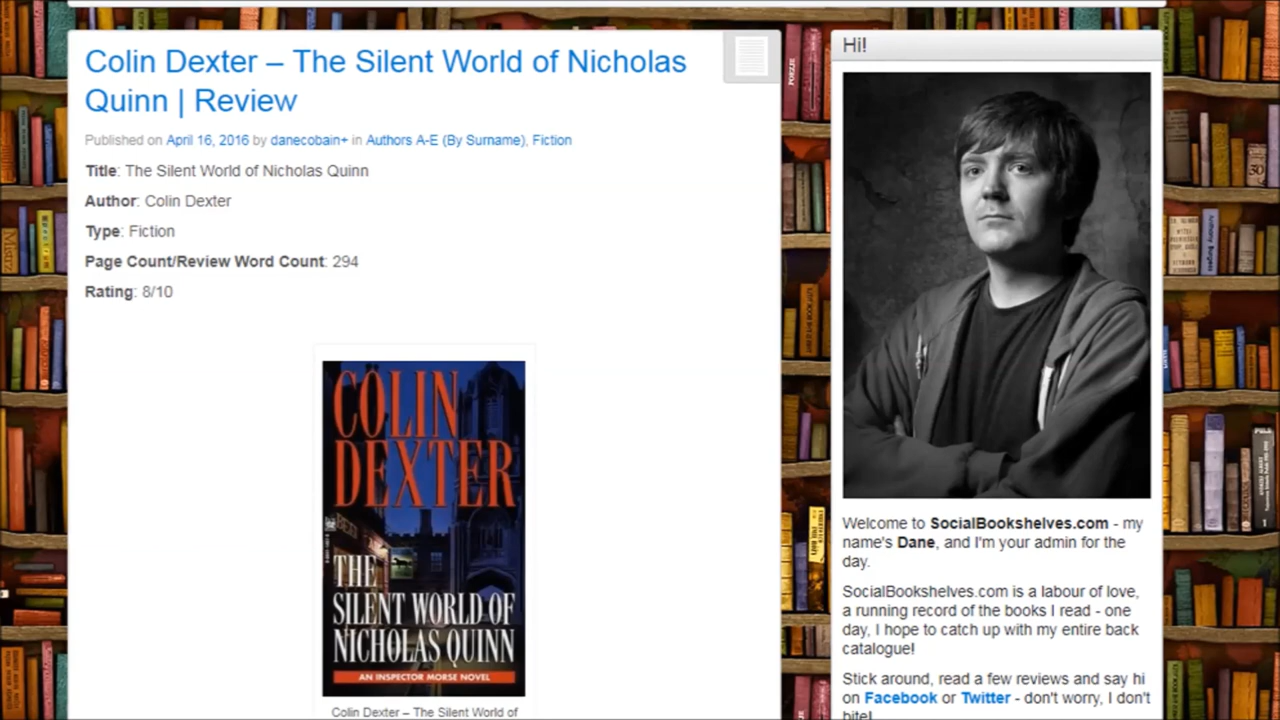 Colin Dexter – The Silent World of Nicholas
Quinn | Review
Published on April 16, 2016 by danecobain+ in Authors A-E (By Surname), Fiction
Title: The Silent World of Nicholas Quinn
Author: Colin Dexter
Type: Fiction
Page Count/Review Word Count: 294
Rating: 8/10
COLIN
DEXTER
THE
SILENT WORLD OF
NICHOLAS QUINN
AN INSPECTOR MORSE NOVEL
Colin Dexter – The Silent World of
Hi!
Welcome to SocialBookshelves.com - my
name's Dane, and I'm your admin for the
day.
SocialBookshelves.com is a labour of love,
a running record of the books I read - one
day, I hope to catch up with my entire back
catalogue!
Stick around, read a few reviews and say hi
on Facebook or Twitter - don't worry, I don't
bite!
Anthony Burgess